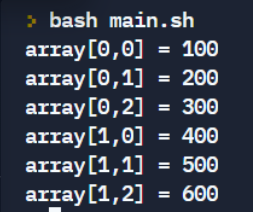 > bash main.sh
array[0,0] = 100
array[0,1] = 200
array[0,2] = 300
array[1,0] = 400
array[1,1] = 500
array[1,2] = 600